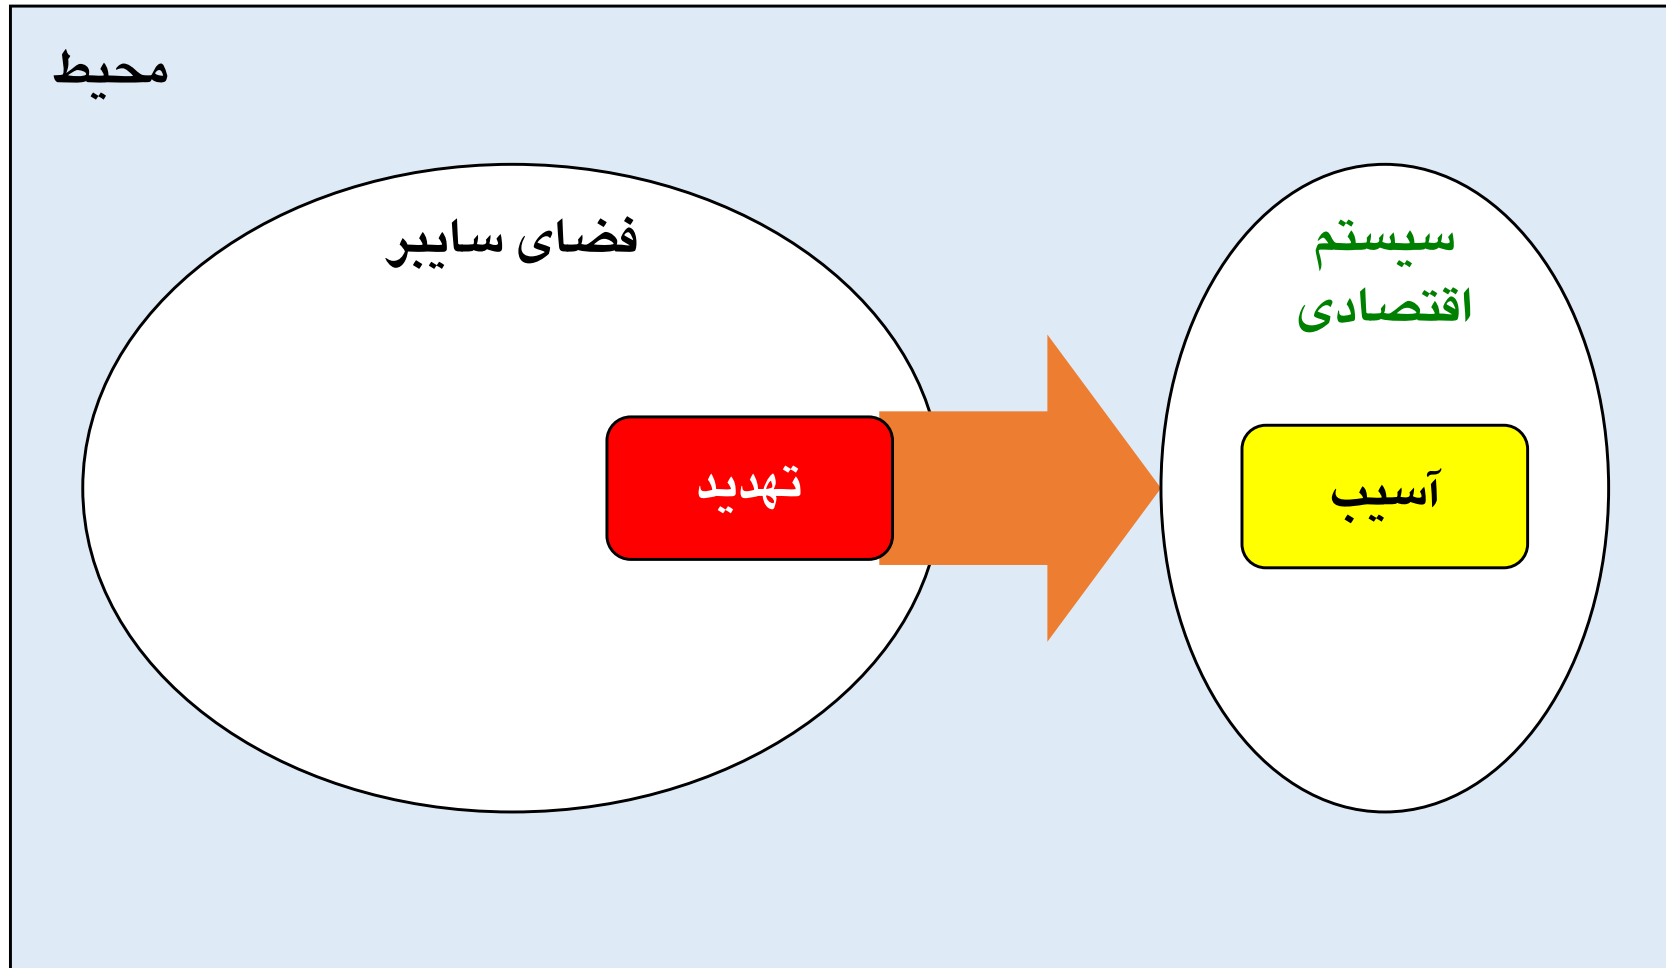 محیط
فضای سایبر
سیستم
اقتصادی
تهدید
آسیب